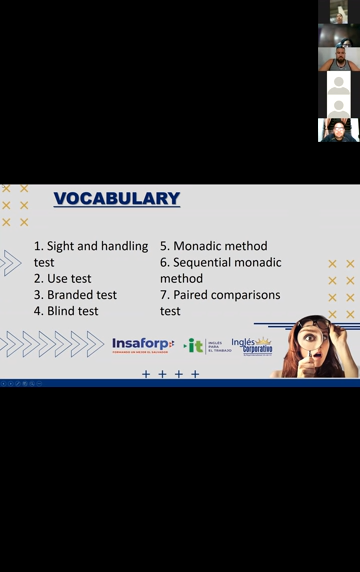 VOCABULARY
1. Sight and handling
test
2. Use test
3. Branded test
4. Blind test
5. Monadic method
6. Sequential monadic
method
7. Paired comparisons
test
Insaforp
it
INGLÉS
PARA
EL TRABAJO
Inglés
Corporativo